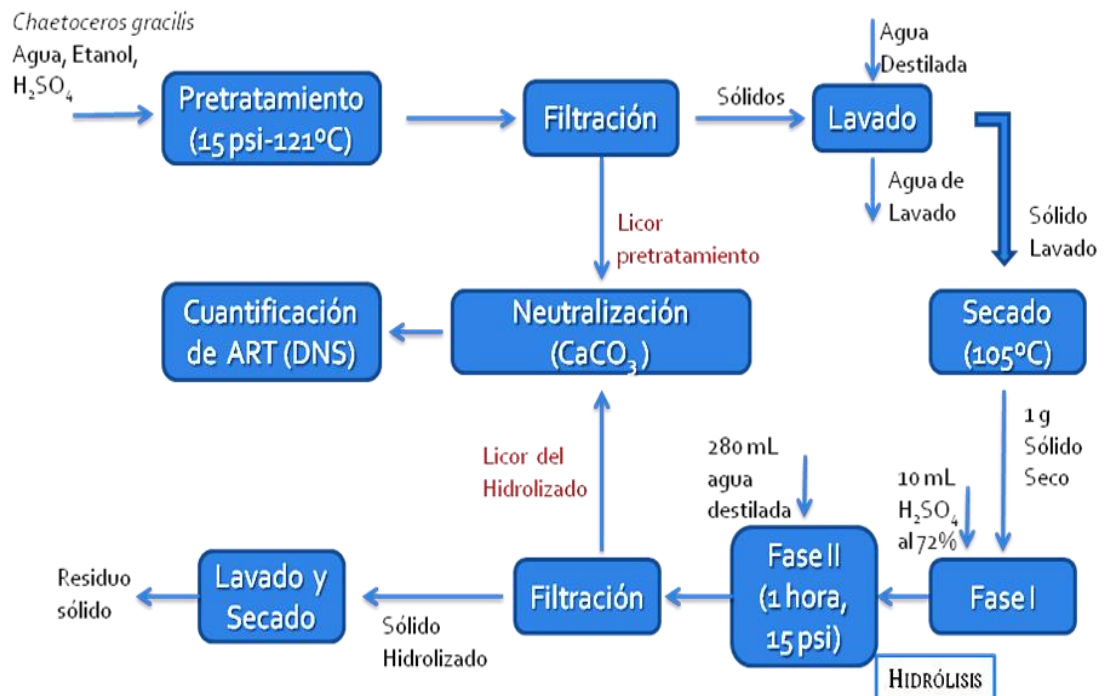 Chaetoceros gracilis
Agua, Etanol,
H₂SO₄
Pretratamiento
(15 psi-121ºC)
Filtración
Sólidos
Agua
Destilada
Lavado
Agua de
Lavado
Sólido
Lavado
Licor
pretratamiento
Cuantificación
de ART (DNS)
Neutralización
(CaCO₃)
Secado
(105ºC)
1 g
Sólido
Seco
10 mL
H₂SO₄
al 72%
280 mL
agua
destilada
Licor del
Hidrolizado
Fase I
Fase II
(1 hora,
15 psi)
HIDRÓLISIS
Filtración
Sólido
Hidrolizado
Lavado y
Secado
Residuo
sólido